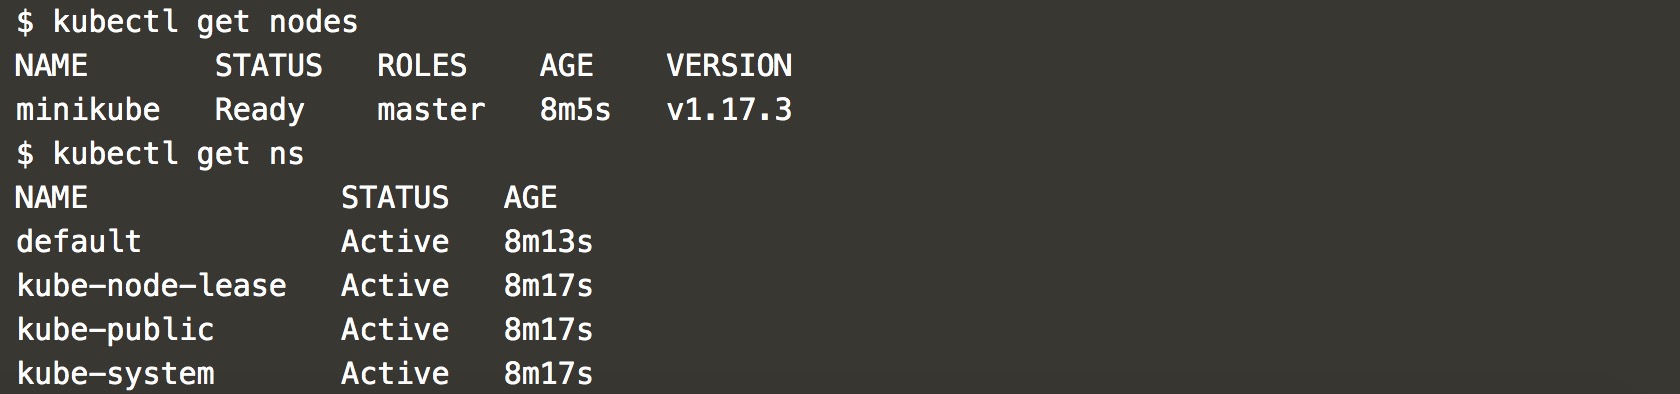 $ kubectl get nodes
NAME       STATUS   ROLES    AGE    VERSION
minikube   Ready    master   8m5s   v1.17.3
$ kubectl get ns
NAME              STATUS   AGE
default           Active   8m13s
kube-node-lease   Active   8m17s
kube-public       Active   8m17s
kube-system       Active   8m17s